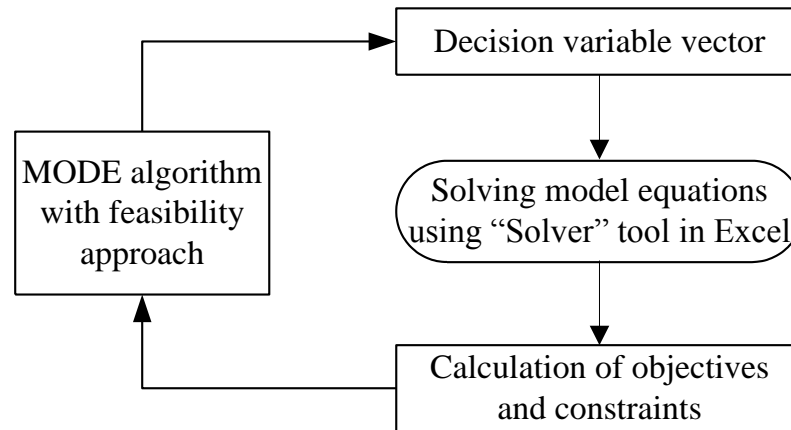 Decision variable vector
MODE algorithm
with feasibility
approach
Solving model equations
using “Solver” tool in Excel
Calculation of objectives
and constraints